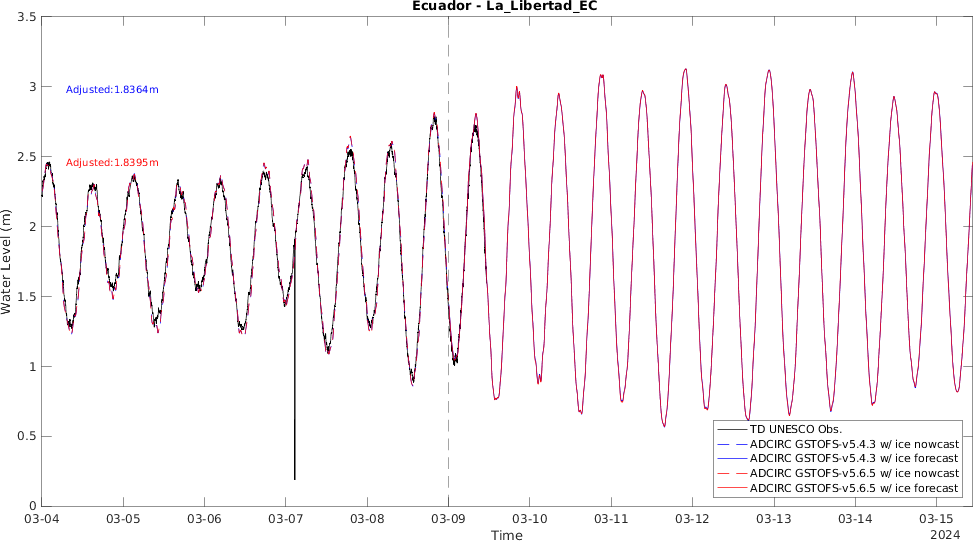 Ecuador - La_Libertad_EC
3.5
3
2.5
2
1.5
1
0.5
0
Water Level (m)
Adjusted:1.8364m
Adjusted:1.8395m
TD UNESCO Obs.
ADCIRC GSTOFS-v5.4.3 w/ ice nowcast
ADCIRC GSTOFS-v5.4.3 w/ ice forecast
ADCIRC GSTOFS-v5.6.5 w/ ice nowcast
ADCIRC GSTOFS-v5.6.5 w/ ice forecast
03-04 03-05 03-06 03-07 03-08 03-09 03-10 03-11 03-12 03-13 03-14 03-15
Time
2024